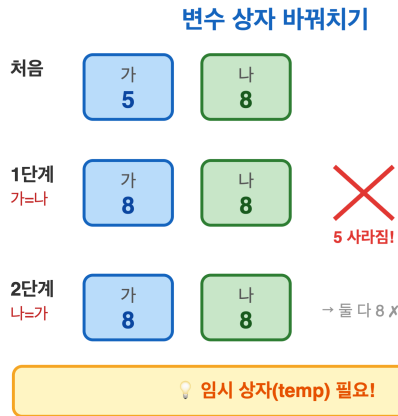 변수 상자 바꿔치기
처음
가
5
나
8
1단계
가=나
가
8
나
8
5 사라짐!
2단계
나=가
가
8
나
8
→ 둘 다 8 ✗
💡 임시 상자(temp) 필요!